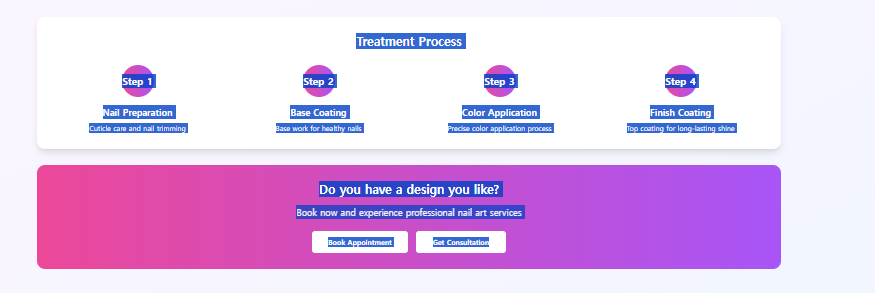 Treatment Process
Step 1 Step 2 Step 3 Step 4
Nail Preparation Base Coating Color Application Finish Coating
Cuticle care and nail trimming Base work for healthy nails Precise color application process Top coating for long-lasting shine
Do you have a design you like?
Book now and experience professional nail art services
Book Appointment Get Consultation